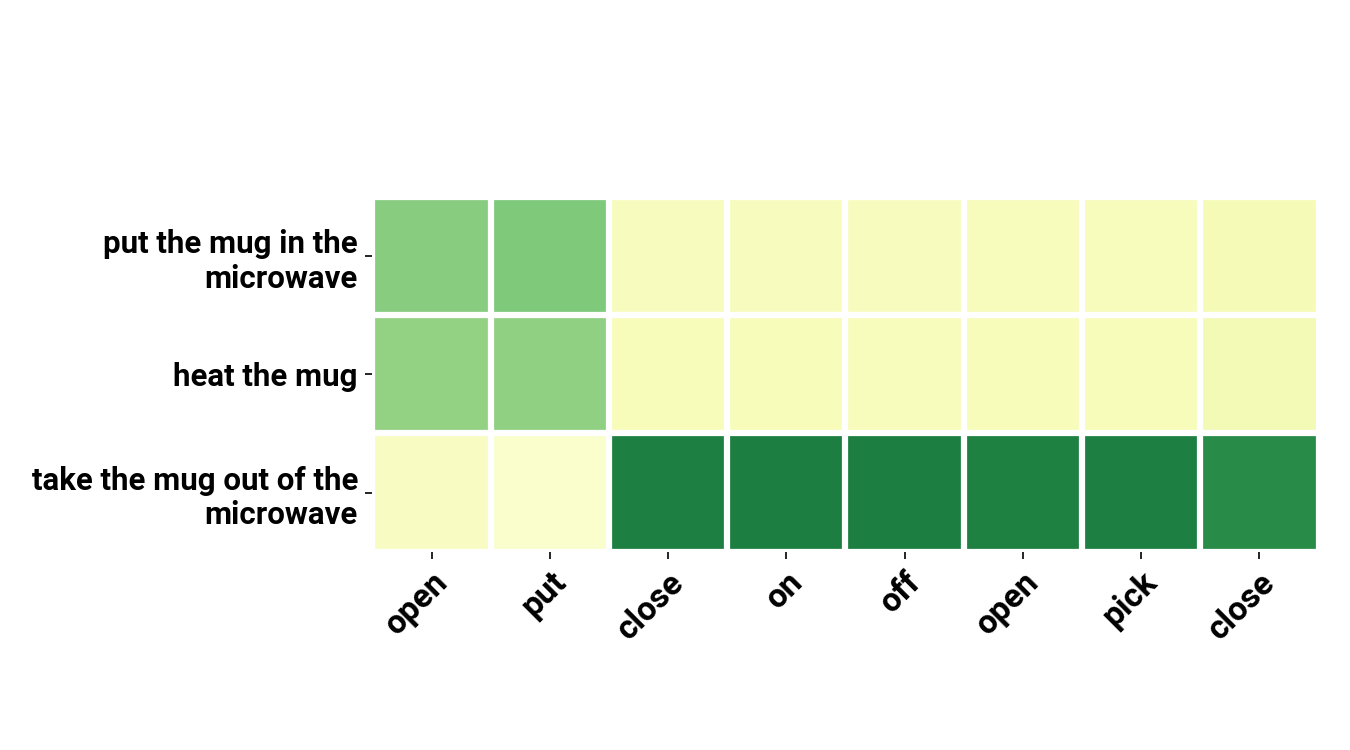 put the mug in the
microwave
heat the mug
take the mug out of the
microwave
open
put
close
on
off
open
pick
close